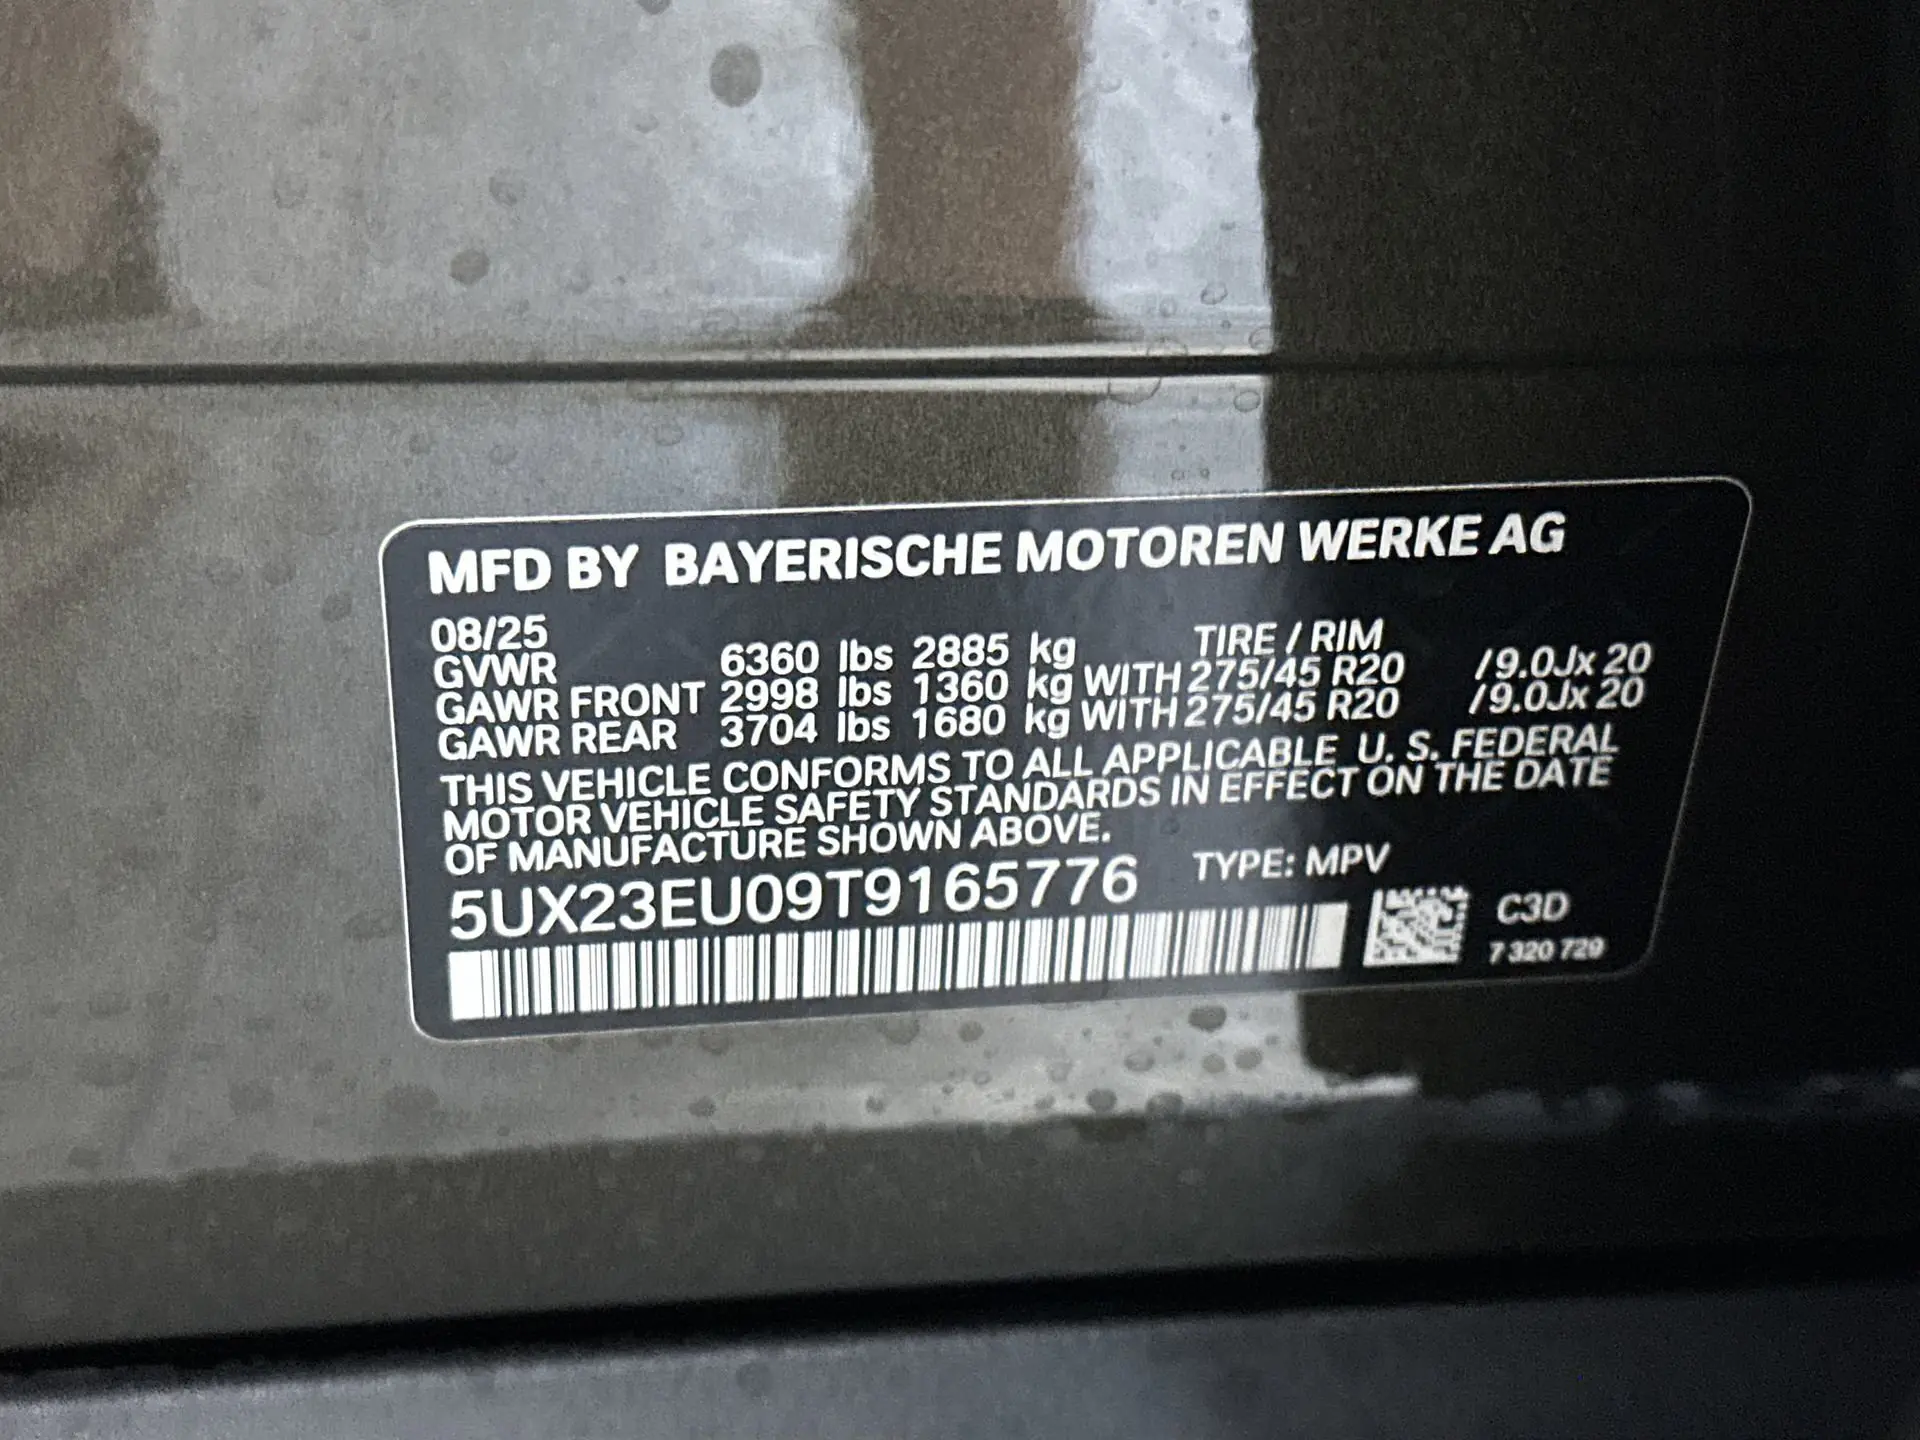 MFD BY BAYERISCHE MOTOREN WERKE AG
08/25
GVWR 6360 lbs 2885 kg TIRE / RIM
GAWR FRONT 2998 lbs 1360 kg WITH 275/45 R20 /9.0Jx 20
GAWR REAR 3704 lbs 1680 kg WITH 275/45 R20 /9.0Jx 20
THIS VEHICLE CONFORMS TO ALL APPLICABLE U. S. FEDERAL
MOTOR VEHICLE SAFETY STANDARDS IN EFFECT ON THE DATE
OF MANUFACTURE SHOWN ABOVE.
5UX23EU09T9165776 TYPE: MPV
C3D
7 320 729